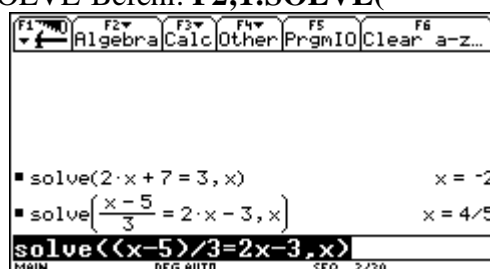 SOLVE-Befehl: F2,1:SOLVE(
F1 F2 Algebra F3 Calc F4 Other F5 PrgmIO F6 Clear a-z…
▪ solve(2·x + 7 = 3, x) x = -2
▪ solve((x - 5)/3 = 2·x - 3, x) x = 4/5
solve((x-5)/3=2x-3,x)
MAIN DEG AUTO SEQ 2/30